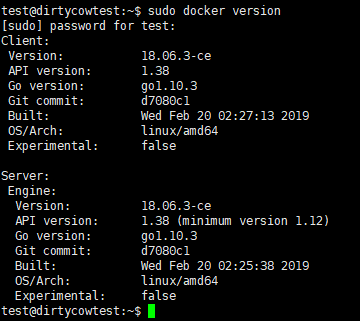 test@dirtycowtest:~$ sudo docker version
[sudo] password for test:
Client:
 Version:           18.06.3-ce
 API version:       1.38
 Go version:        go1.10.3
 Git commit:        d7080c1
 Built:             Wed Feb 20 02:27:13 2019
 OS/Arch:           linux/amd64
 Experimental:      false

Server:
 Engine:
  Version:          18.06.3-ce
  API version:      1.38 (minimum version 1.12)
  Go version:       go1.10.3
  Git commit:       d7080c1
  Built:            Wed Feb 20 02:25:38 2019
  OS/Arch:          linux/amd64
  Experimental:     false
test@dirtycowtest:~$